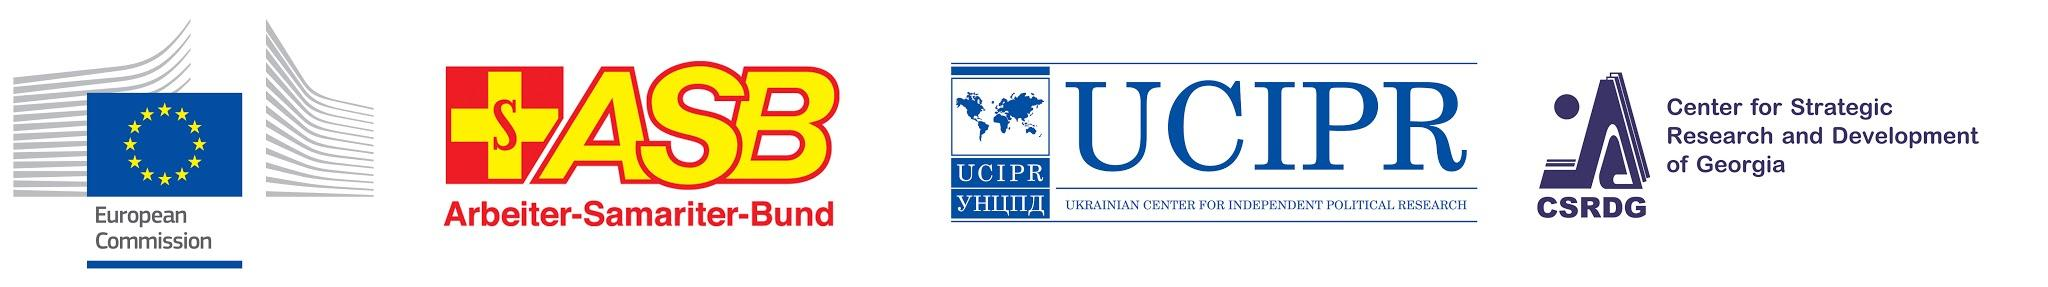 European
Commission
S ASB
Arbeiter-Samariter-Bund
UCIPR
УНЦПД
UCIPR
UKRAINIAN CENTER FOR INDEPENDENT POLITICAL RESEARCH
CSRDG
Center for Strategic
Research and Development
of Georgia